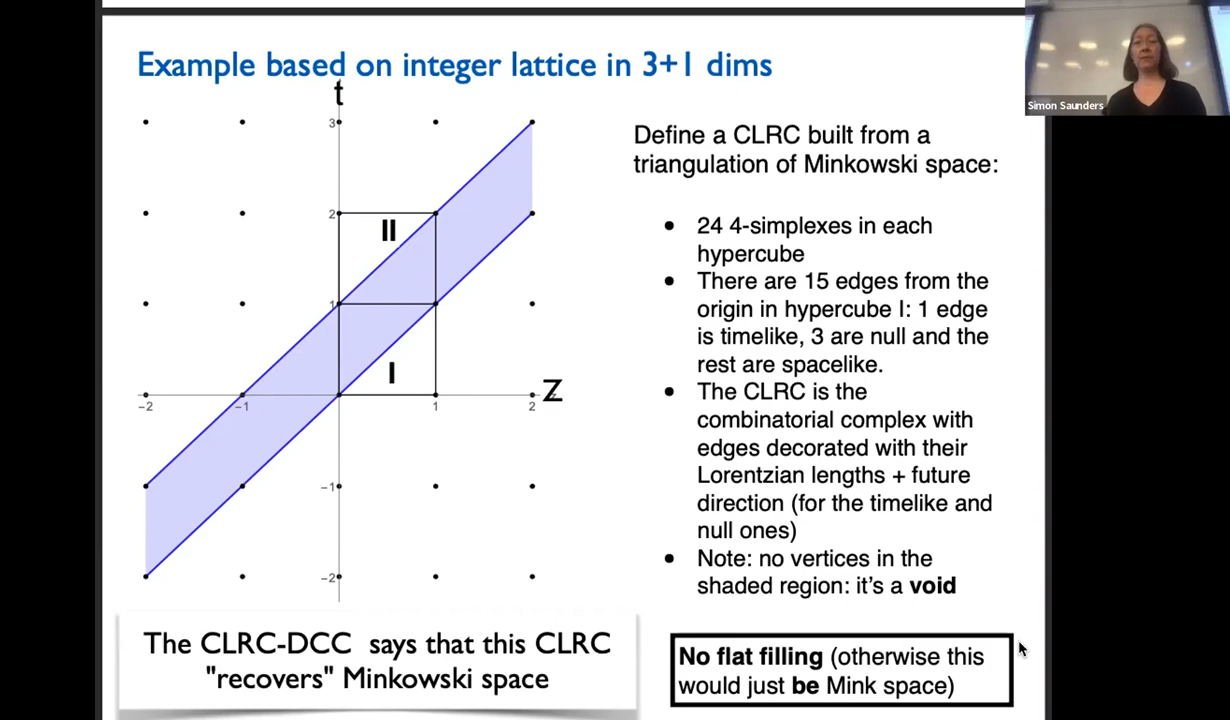 Example based on integer lattice in 3+1 dims
t
3
2
II
1
I
Z
−2
−1
1
2
−1
−2
Define a CLRC built from a
triangulation of Minkowski space:
• 24 4-simplexes in each
hypercube
• There are 15 edges from the
origin in hypercube I: 1 edge
is timelike, 3 are null and the
rest are spacelike.
• The CLRC is the
combinatorial complex with
edges decorated with their
Lorentzian lengths + future
direction (for the timelike and
null ones)
• Note: no vertices in the
shaded region: it’s a void
The CLRC-DCC says that this CLRC
"recovers" Minkowski space
No flat filling (otherwise this
would just be Mink space)
Simon Saunders